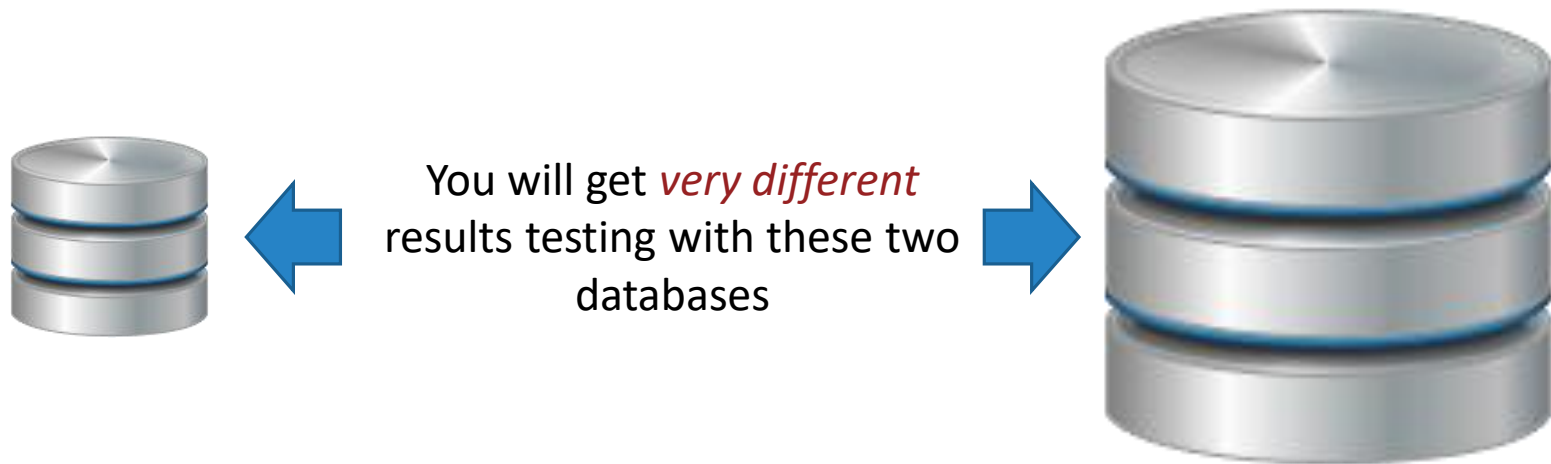 You will get very different
results testing with these two
databases